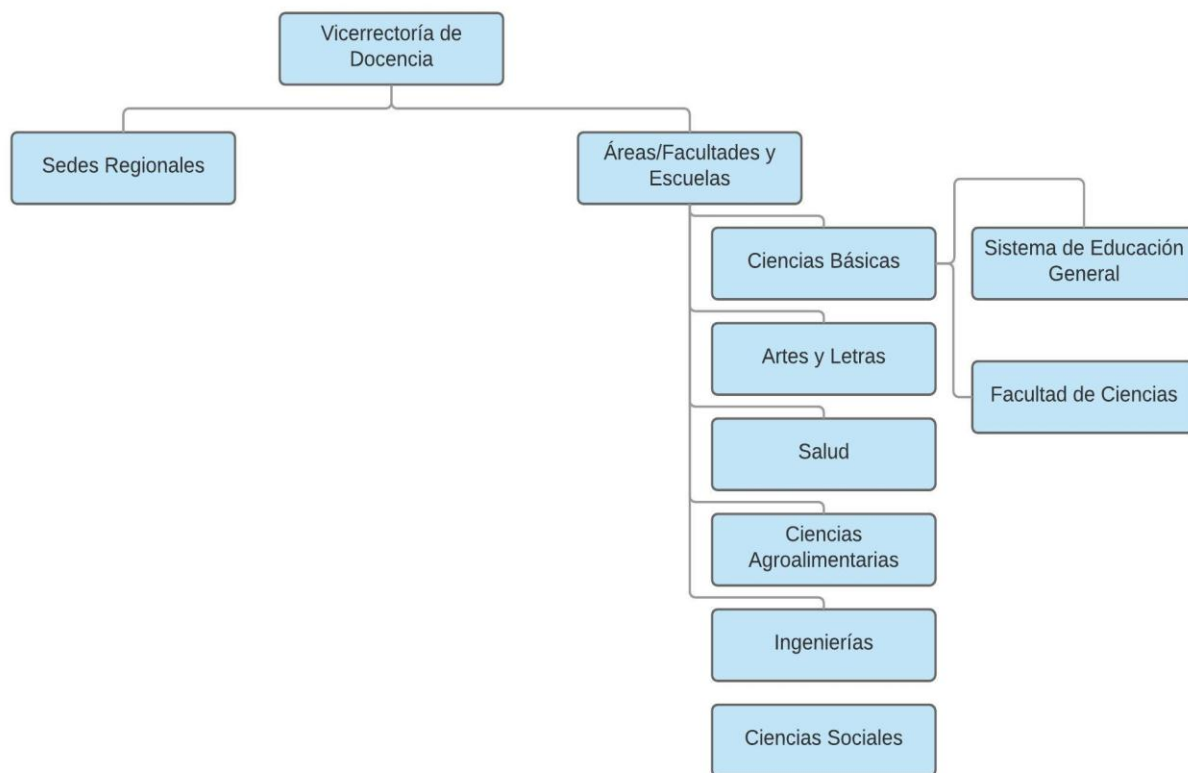 Vicerrectoría de
Docencia
Sedes Regionales
Áreas/Facultades y
Escuelas
Ciencias Básicas
Sistema de Educación
General
Artes y Letras
Facultad de Ciencias
Salud
Ciencias
Agroalimentarias
Ingenierías
Ciencias Sociales